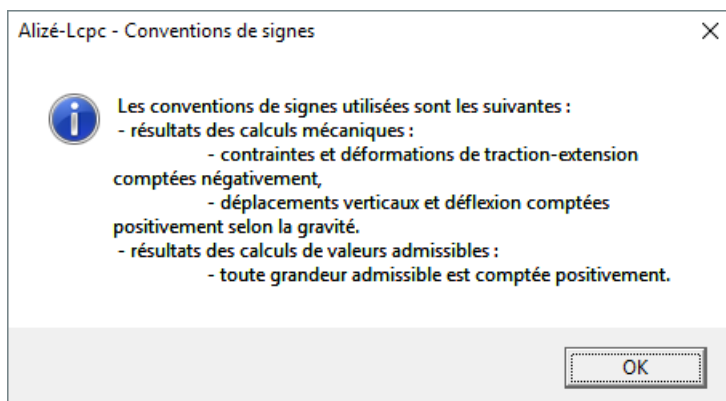 Alizé-Lcpc - Conventions de signes
Les conventions de signes utilisées sont les suivantes :
- résultats des calculs mécaniques :
- contraintes et déformations de traction-extension
comptées négativement,
- déplacements verticaux et déflexion comptées
positivement selon la gravité.
- résultats des calculs de valeurs admissibles :
- toute grandeur admissible est comptée positivement.
OK